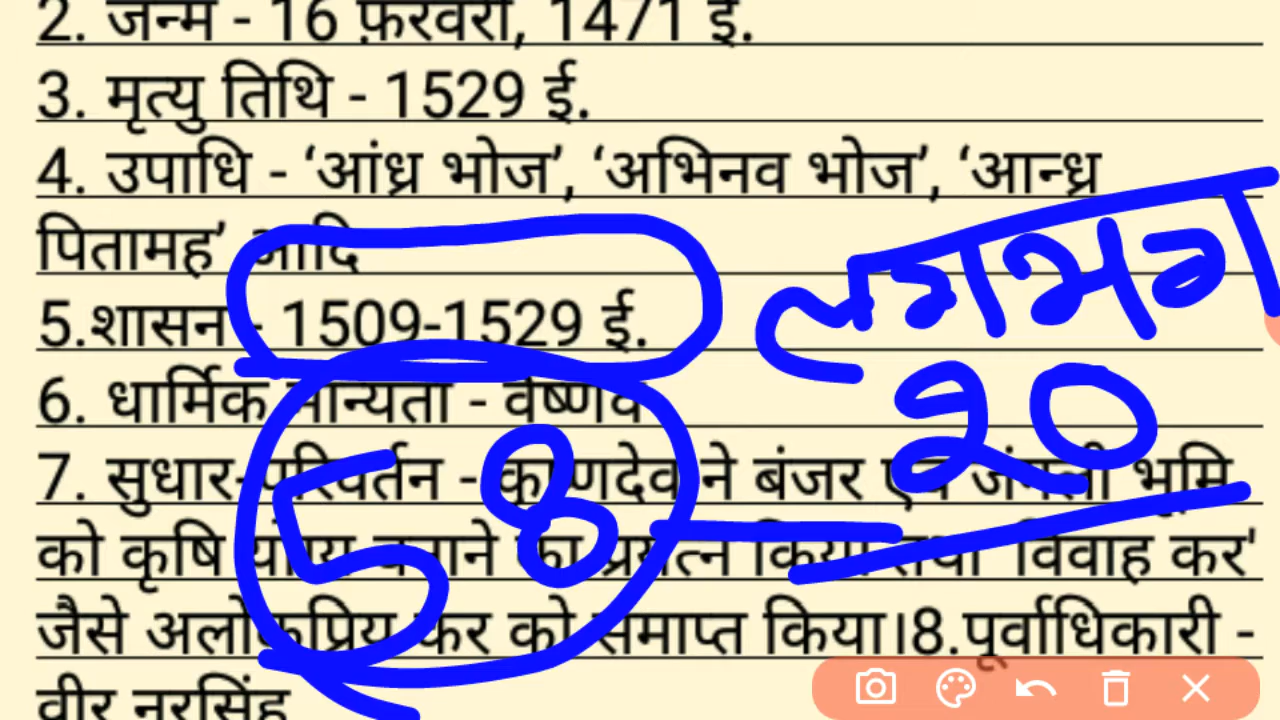 2. जन्म - 16 फ़रवरी, 1471 ई.
3. मृत्यु तिथि - 1529 ई.
4. उपाधि - ‘आंध्र भोज’, ‘अभिनव भोज’, ‘आन्ध्र
पितामह’ आदि
5.शासन - 1509-1529 ई.
लगभग
20
6. धार्मिक मान्यता - वैष्णव
58
7. सुधार-परिवर्तन - कृष्णदेव ने बंजर एवं जंगली भूमि
को कृषि योग्य बनाने का प्रयत्न किया तथा 'विवाह कर'
जैसे अलोकप्रिय कर को समाप्त किया।8.पूर्वाधिकारी -
वीर नरसिंह